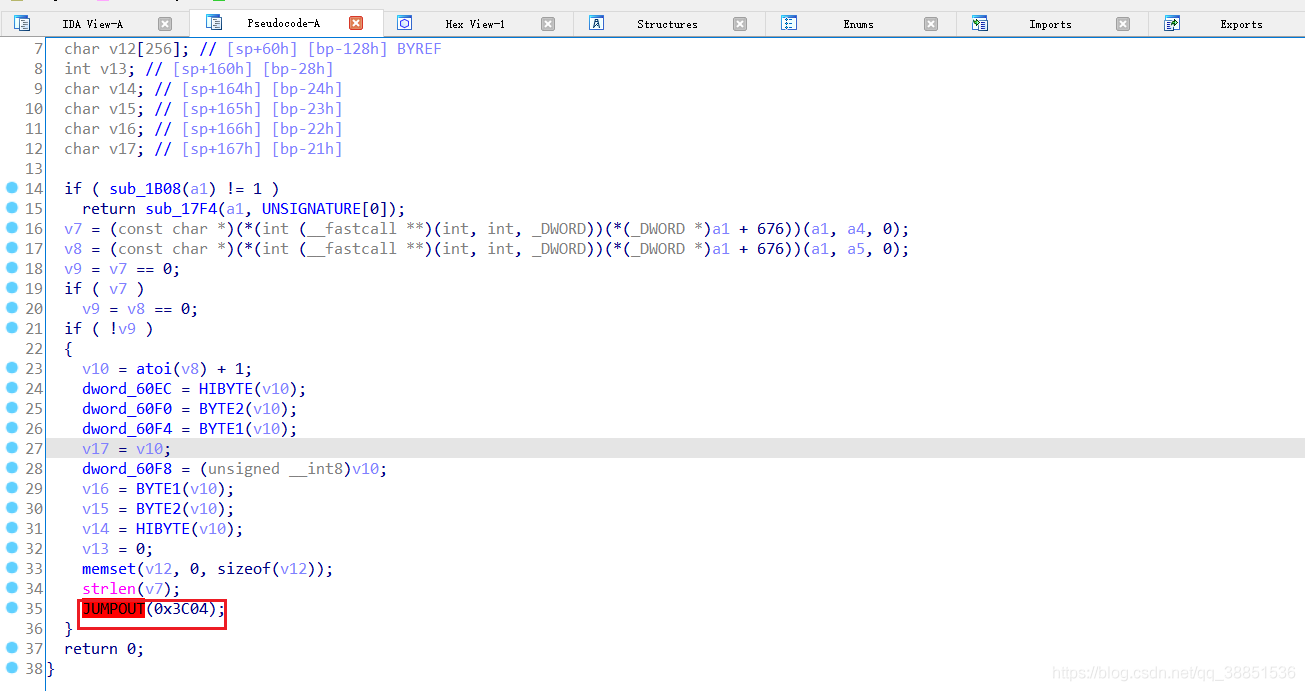 IDA View-A Pseudocode-A Hex View-1 Structures Enums Imports Exports
7 char v12[256]; // [sp+60h] [bp-128h] BYREF
8 int v13; // [sp+160h] [bp-28h]
9 char v14; // [sp+164h] [bp-24h]
10 char v15; // [sp+165h] [bp-23h]
11 char v16; // [sp+166h] [bp-22h]
12 char v17; // [sp+167h] [bp-21h]
13
14 if ( sub_1B08(a1) != 1 )
15 return sub_17F4(a1, UNSIGNATURE[0]);
16 v7 = (const char *)(*(int (__fastcall **)(int, int, _DWORD))(*(_DWORD *)a1 + 676))(a1, a4, 0);
17 v8 = (const char *)(*(int (__fastcall **)(int, int, _DWORD))(*(_DWORD *)a1 + 676))(a1, a5, 0);
18 v9 = v7 == 0;
19 if ( v7 )
20 v9 = v8 == 0;
21 if ( !v9 )
22 {
23 v10 = atoi(v8) + 1;
24 dword_60EC = HIBYTE(v10);
25 dword_60F0 = BYTE2(v10);
26 dword_60F4 = BYTE1(v10);
27 v17 = v10;
28 dword_60F8 = (unsigned __int8)v10;
29 v16 = BYTE1(v10);
30 v15 = BYTE2(v10);
31 v14 = HIBYTE(v10);
32 v13 = 0;
33 memset(v12, 0, sizeof(v12));
34 strlen(v7);
35 JUMPOUT(0x3C04);
36 }
37 return 0;
38 }
https://blog.csdn.net/qq_38851536